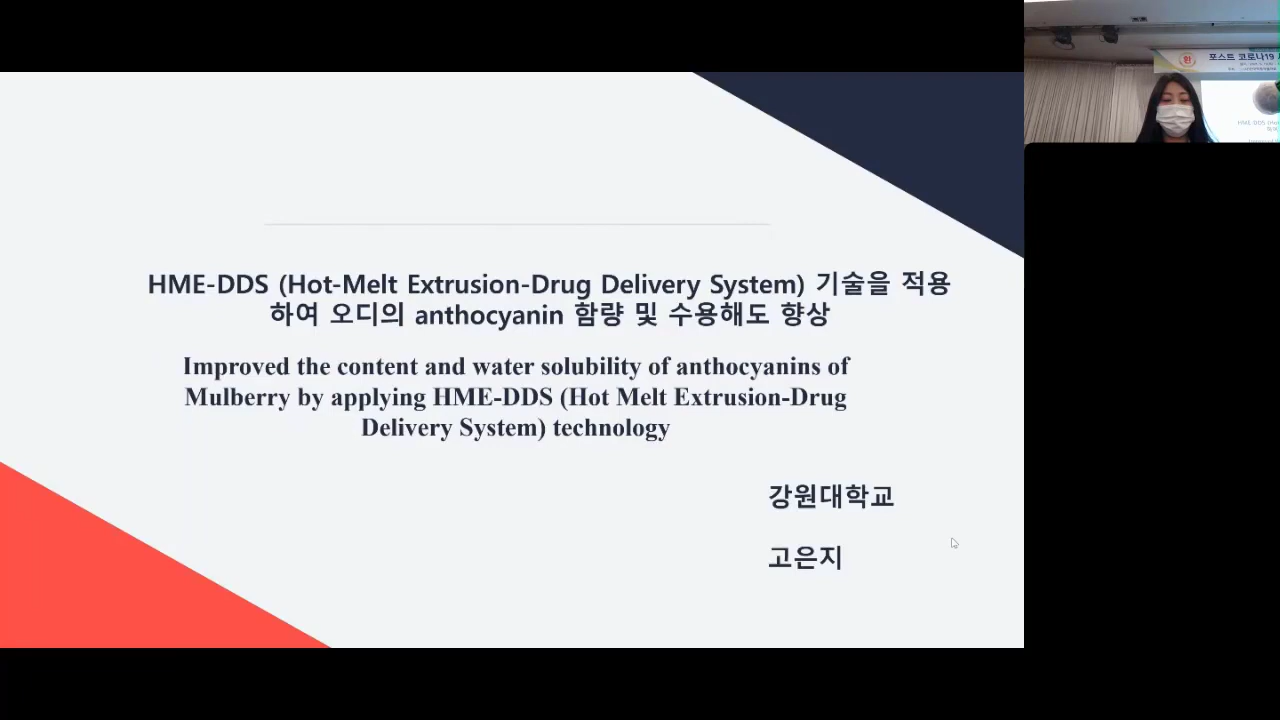 HME-DDS (Hot-Melt Extrusion-Drug Delivery System) 기술을 적용
하여 오디의 anthocyanin 함량 및 수용해도 향상
Improved the content and water solubility of anthocyanins of
Mulberry by applying HME-DDS (Hot Melt Extrusion-Drug
Delivery System) technology
강원대학교
고은지
포스트 코로나19